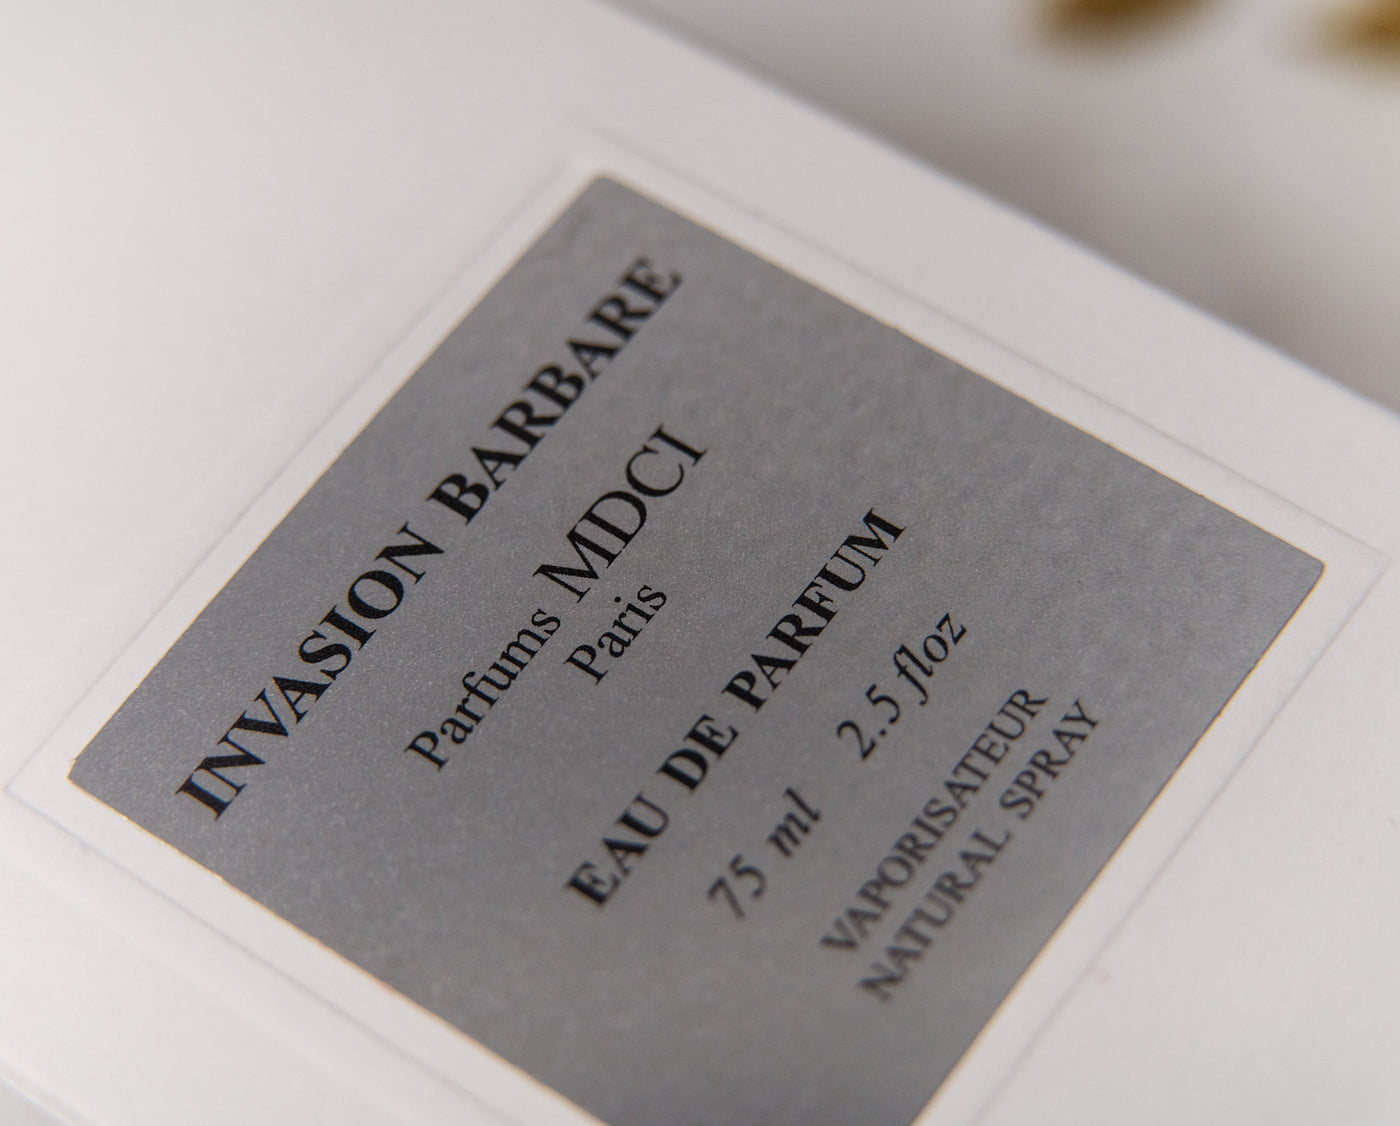 INVASION BARBARE
Parfums MDCI
Paris
EAU DE PARFUM
75 ml 2.5 floz
VAPORISATEUR
NATURAL SPRAY